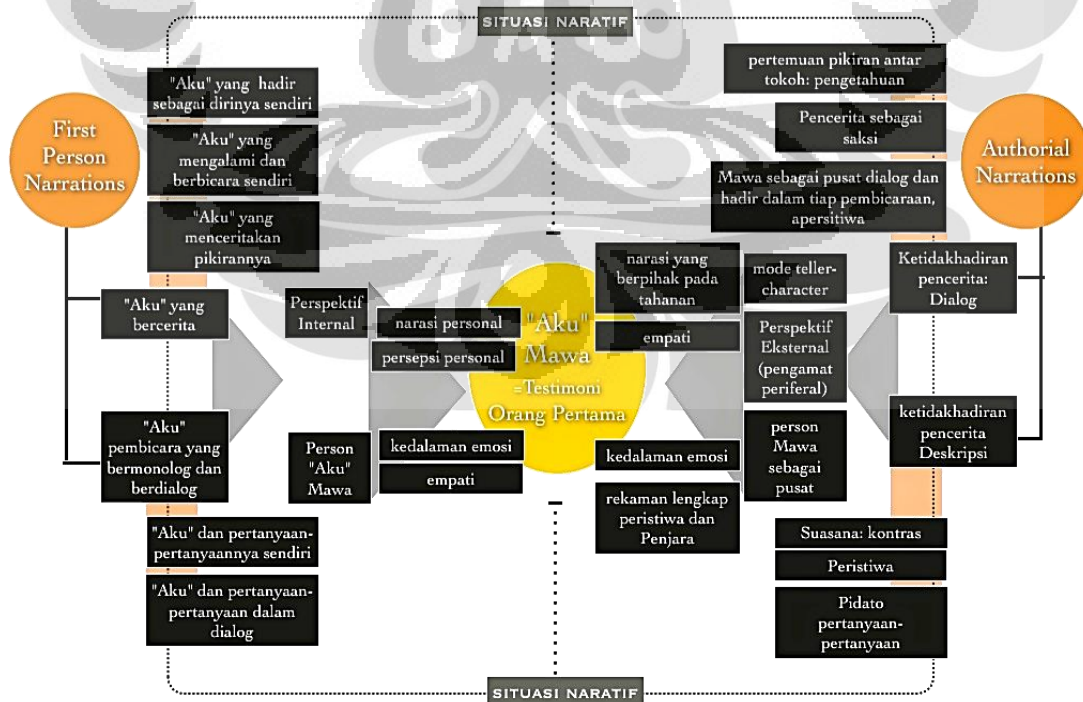 SITUASI NARATIF
First
Person
Narrations
"Aku" yang hadir
sebagai dirinya sendiri
"Aku" yang
mengalami dan
berbicara sendiri
"Aku" yang
menceritakan
pikirannya
"Aku" yang
bercerita
"Aku"
pembicara yang
bermonolog dan
berdialog
"Aku" dan pertanyaan-
pertanyaannya sendiri
"Aku" dan pertanyaan-
pertanyaan dalam
dialog
Perspektif
Internal
narasi personal
persepsi personal
Person
"Aku"
Mawa
kedalaman emosi
empati
"Aku"
Mawa
=Testimoni
Orang Pertama
narasi yang
berpihak pada
tahanan
empati
kedalaman emosi
rekaman lengkap
peristiwa dan
Penjara
mode teller-
character
Perspektif
Eksternal
(pengamat
periferal)
person
Mawa
sebagai
pusat
pertemuan pikiran antar
tokoh: pengetahuan
Pencerita sebagai
saksi
Mawa sebagai pusat dialog dan
hadir dalam tiap pembicaraan,
apersitiwa
Ketidakhadiran
pencerita:
Dialog
ketidakhadiran
pencerita
Deskripsi
Suasana: kontras
Peristiwa
Pidato
pertanyaan-
pertanyaan
Authorial
Narrations
SITUASI NARATIF